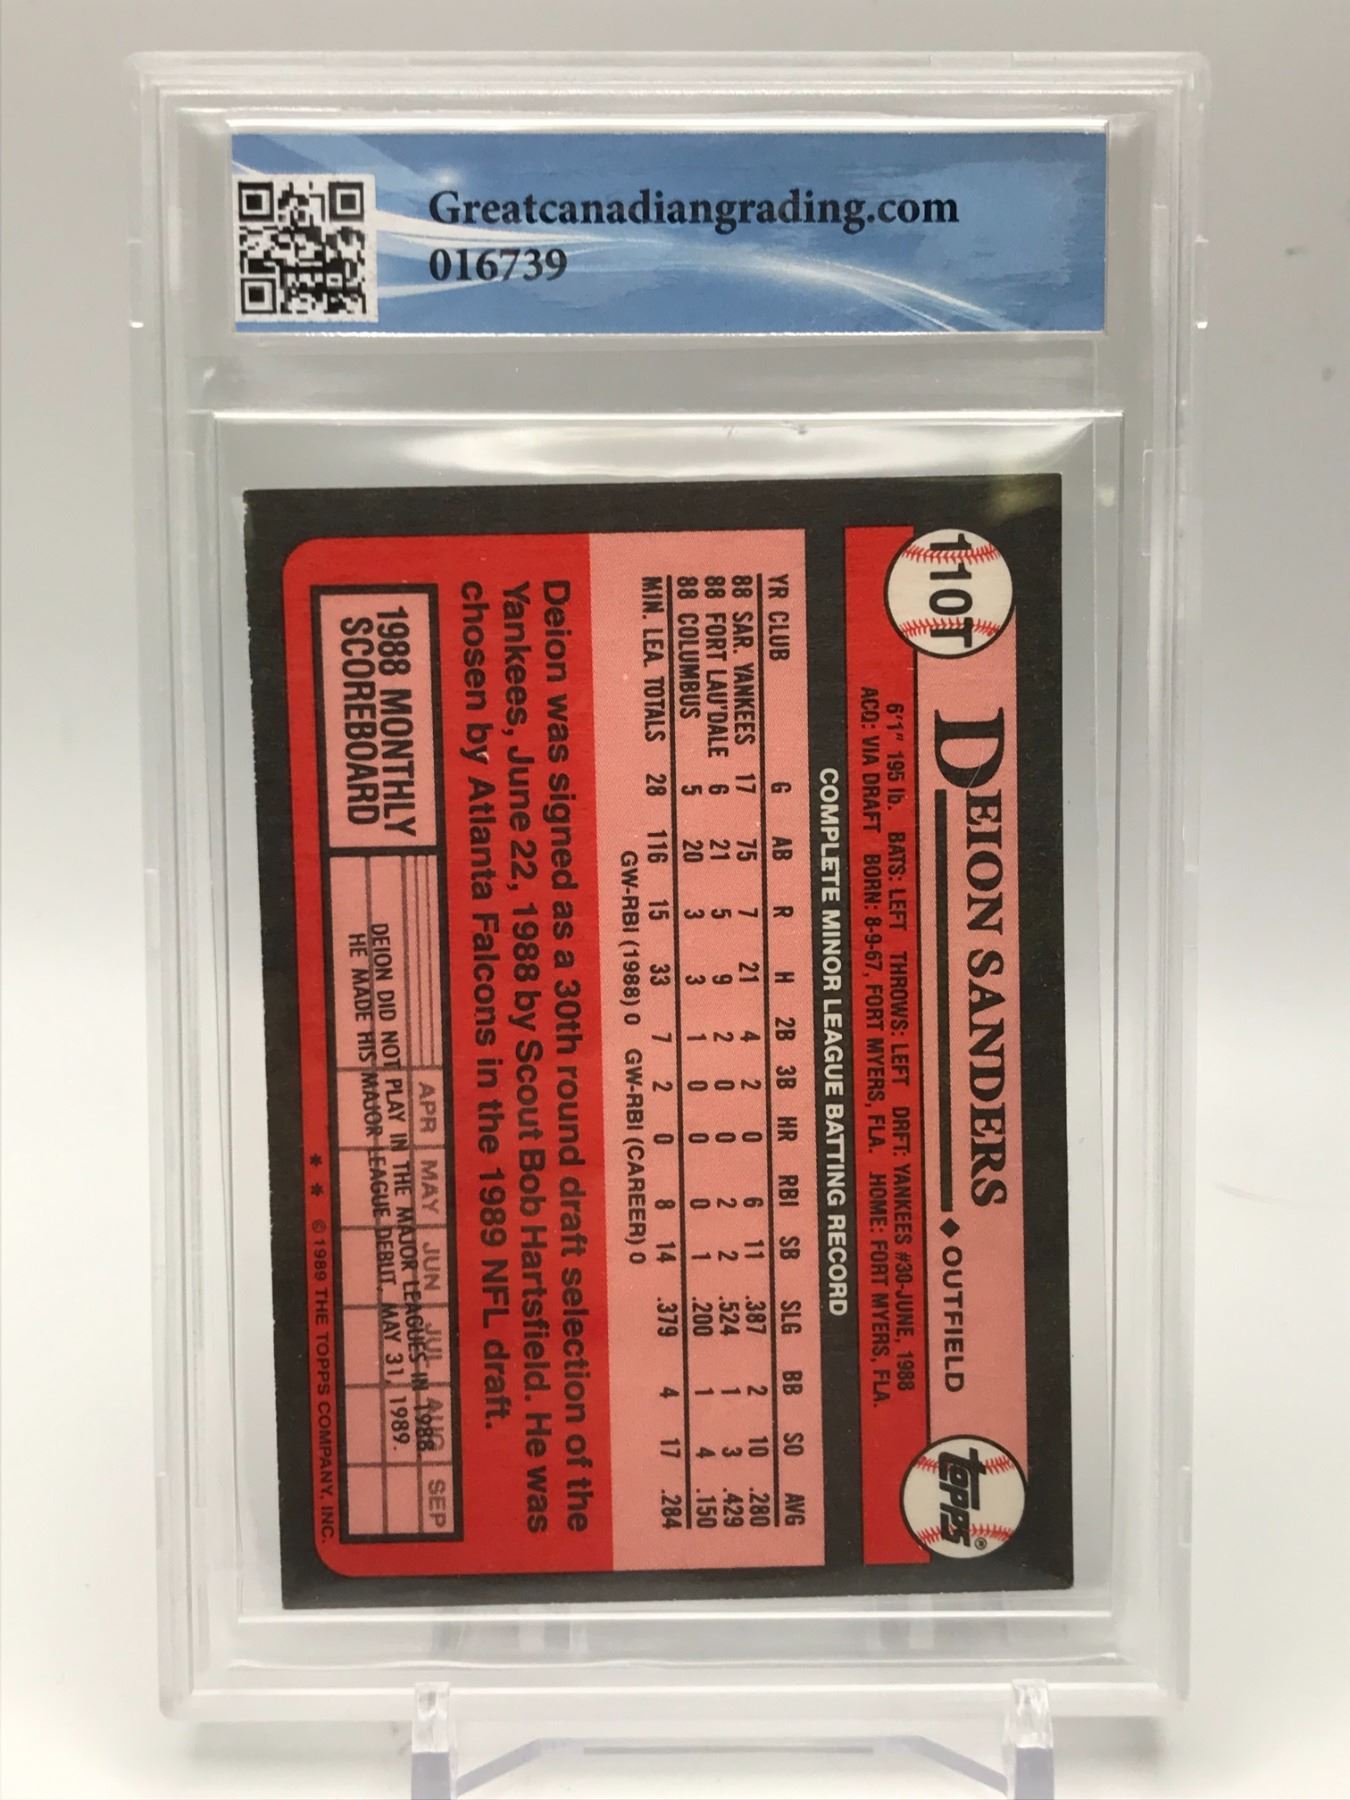 Greatcanadiangrading.com
016739
110T
DEION SANDERS ♦ OUTFIELD
topps®
6'1" 195 lb. BATS: LEFT THROWS: LEFT DRFT: YANKEES #30-JUNE, 1988
ACQ: VIA DRAFT BORN: 8-9-67, FORT MYERS, FLA. HOME: FORT MYERS, FLA.
COMPLETE MINOR LEAGUE BATTING RECORD
YR CLUB G AB R H 2B 3B HR RBI SB SLG BB SO AVG
88 SAR. YANKEES 17 75 7 21 4 2 0 6 11 .387 2 10 .280
88 FORT LAU'DALE 6 21 5 9 2 0 0 2 2 .524 1 3 .429
88 COLUMBUS 5 20 3 3 1 0 0 0 1 .200 1 4 .150
MIN. LEA. TOTALS 28 116 15 33 7 2 0 8 14 .379 4 17 .284
GW-RBI (1988) 0 GW-RBI (CAREER) 0
Deion was signed as a 30th round draft selection of the
Yankees, June 22, 1988 by Scout Bob Hartsfield. He was
chosen by Atlanta Falcons in the 1989 NFL draft.
1988 MONTHLY
SCOREBOARD
APR MAY JUN JUL AUG SEP
DEION DID NOT PLAY IN THE MAJOR LEAGUES IN 1988.
HE MADE HIS MAJOR LEAGUE DEBUT, MAY 31, 1989.
* * © 1989 THE TOPPS COMPANY, INC.